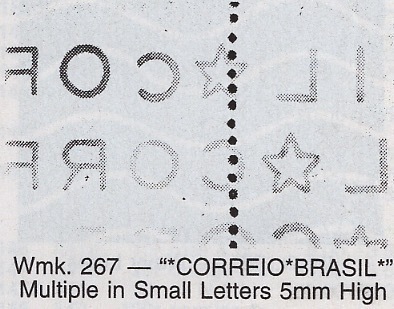 R O C ☆ L I
R R O C ☆ L
Wmk. 267 — “*CORREIO*BRASIL*”
Multiple in Small Letters 5mm High